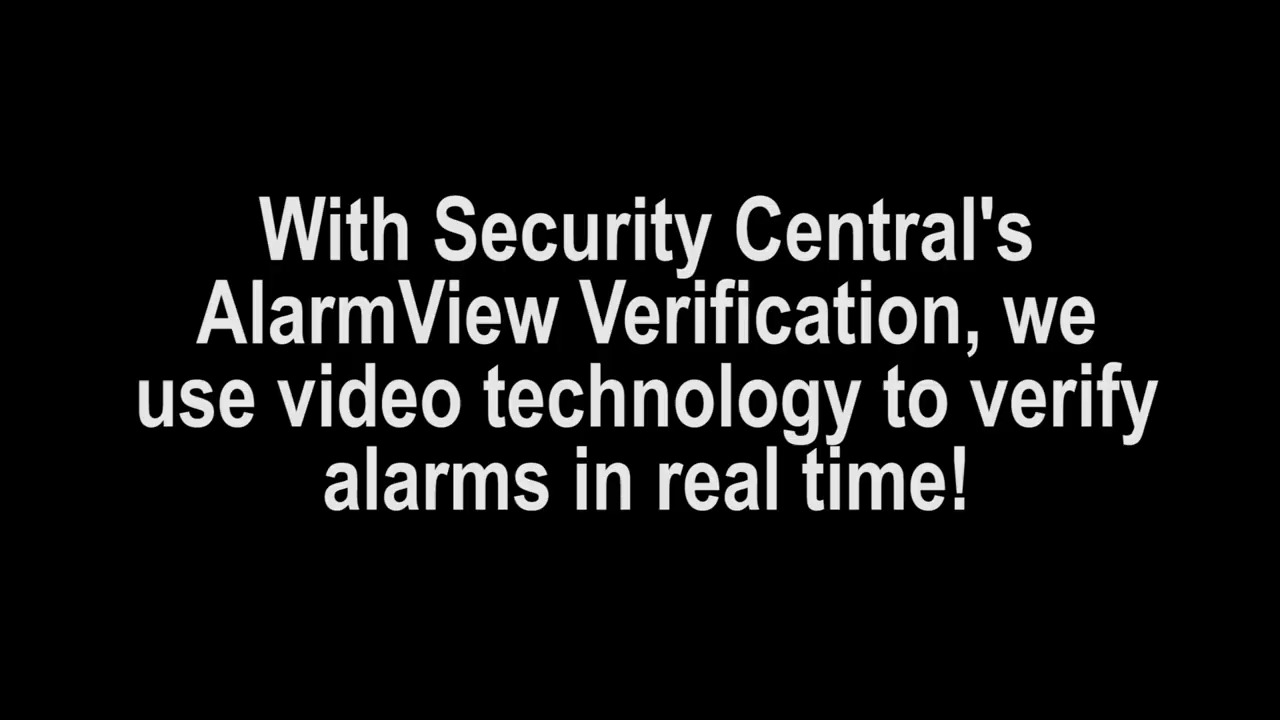 With Security Central's
AlarmView Verification, we
use video technology to verify
alarms in real time!